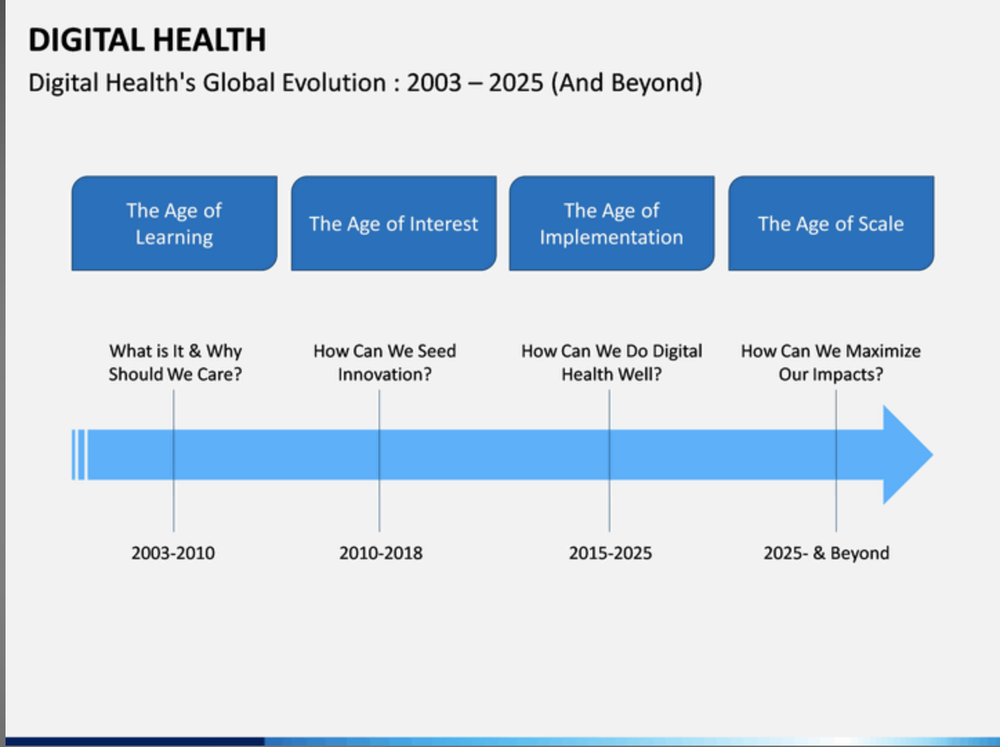 DIGITAL HEALTH
Digital Health's Global Evolution : 2003 – 2025 (And Beyond)
The Age of
Learning
The Age of Interest
The Age of
Implementation
The Age of Scale
What is It & Why
Should We Care?
How Can We Seed
Innovation?
How Can We Do Digital
Health Well?
How Can We Maximize
Our Impacts?
2003-2010
2010-2018
2015-2025
2025- & Beyond